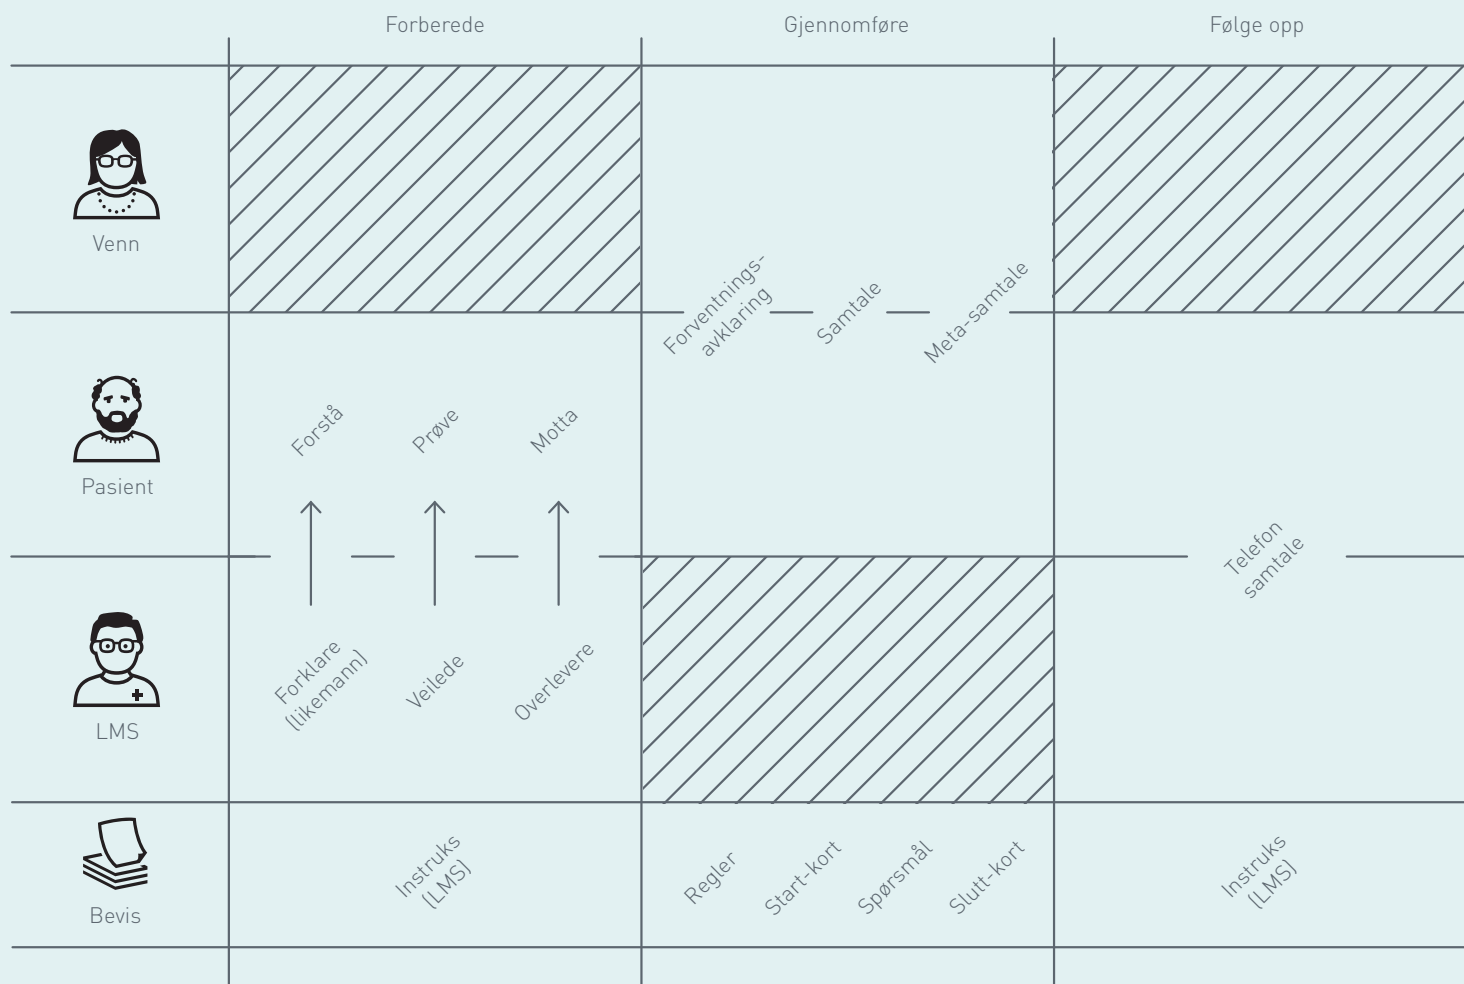 Forberede
Gjennomføre
Følge opp
Venn
Forventnings-
avklaring
Samtale
Meta-samtale
Pasient
Forstå
Prøve
Motta
Telefon
samtale
LMS
Forklare
(likemann)
Veilede
Overlevere
Bevis
Instruks
(LMS)
Regler
Start-kort
Spørsmål
Slutt-kort
Instruks
(LMS)